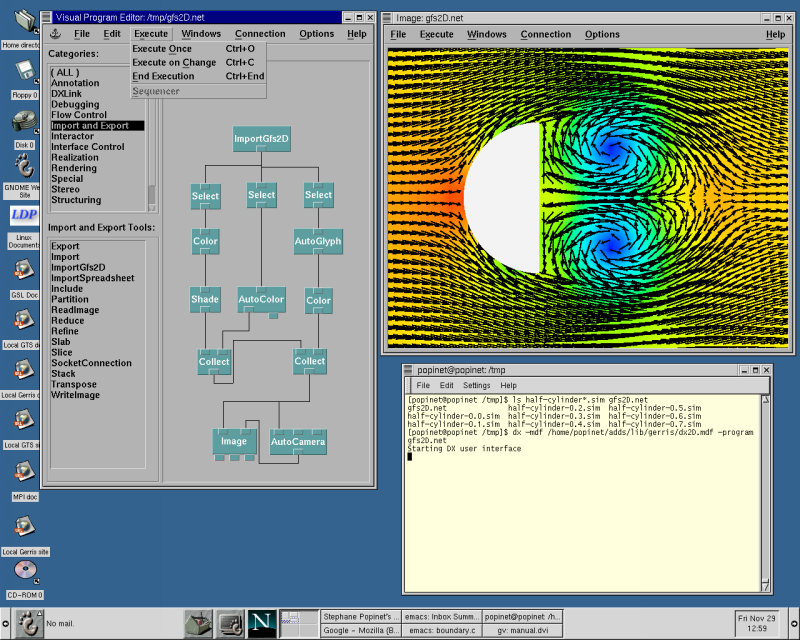 Visual Program Editor: /tmp/gfs2D.net
File Edit Execute Windows Connection Options Help
Execute Once Ctrl+O
Execute on Change Ctrl+C
End Execution Ctrl+End
Sequencer
Categories:
( ALL )
Annotation
DXLink
Debugging
Flow Control
Import and Export
Interactor
Interface Control
Realization
Rendering
Special
Stereo
Structuring
Import and Export Tools:
Export
Import
ImportGfs2D
ImportSpreadsheet
Include
Partition
ReadImage
Reduce
Refine
Slab
Slice
SocketConnection
Stack
Transpose
WriteImage
ImportGfs2D
Select Select Select
Color AutoGlyph
Shade AutoColor Color
Collect Collect
Image AutoCamera
Image: gfs2D.net
File Execute Windows Connection Options Help
popinet@popinet: /tmp
File Edit Settings Help
[popinet@popinet /tmp]$ ls half-cylinder*.sim gfs2D.net
gfs2D.net half-cylinder-0.2.sim half-cylinder-0.5.sim
half-cylinder-0.0.sim half-cylinder-0.3.sim half-cylinder-0.6.sim
half-cylinder-0.1.sim half-cylinder-0.4.sim half-cylinder-0.7.sim
[popinet@popinet /tmp]$ dx -mdf /home/popinet/adds/lib/gerris/dx2D.mdf -program
gfs2D.net
Starting DX user interface
Home direct
floppy 0
Disk 0
GNOME We
Site
LDP
Linux
Document
GSL Doc
Local GTS d
Local Gerris d
Local GTS si
MPI doc
Local Gerris site
CD-ROM 0
No mail.
N
Stephane Popinet's ... emacs: Inbox Summ... popinet@popinet: /h...
Google - Mozilla {B... emacs: boundary.c gv: manual.dvi
Fri Nov 29
12:59